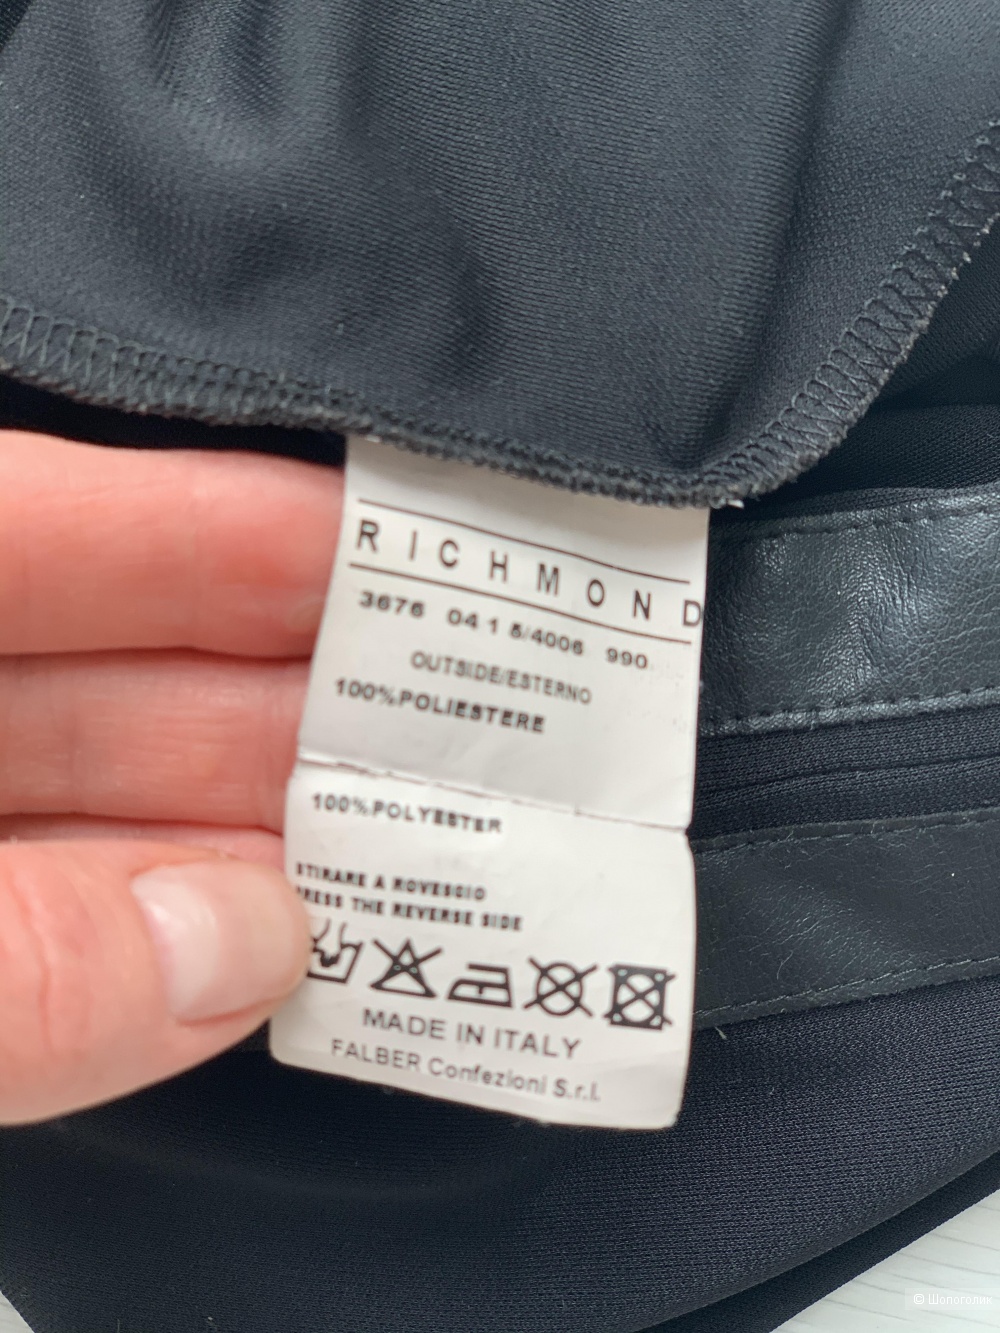 RICHMOND
3676 04 1 5/4006 990
OUTSIDE/ESTERNO
100%POLIESTERE
100%POLYESTER
STIRARE A ROVESCIO
PRESS THE REVERSE SIDE
MADE IN ITALY
FALBER Confezioni S.r.l.
© Шопоголик